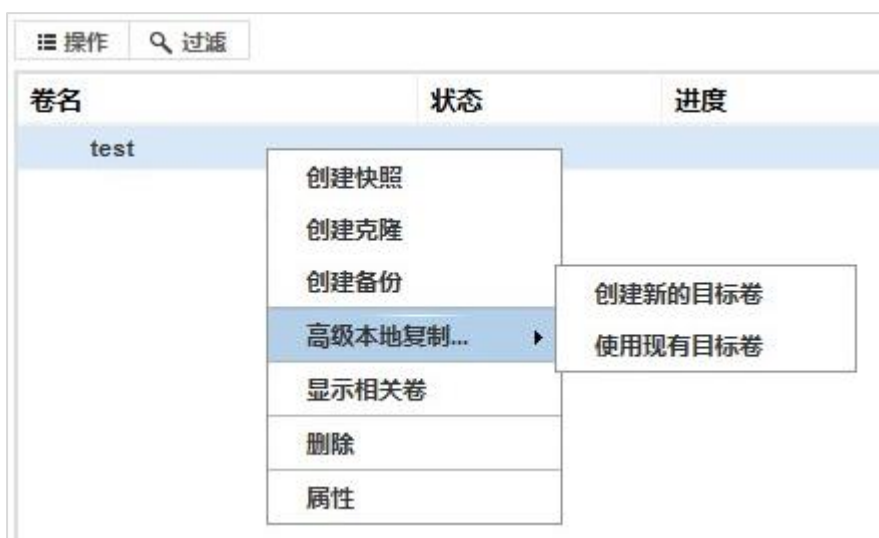 操作 过滤
卷名 状态 进度
test
创建快照
创建克隆
创建备份
高级本地复制...
创建新的目标卷
使用现有目标卷
显示相关卷
删除
属性